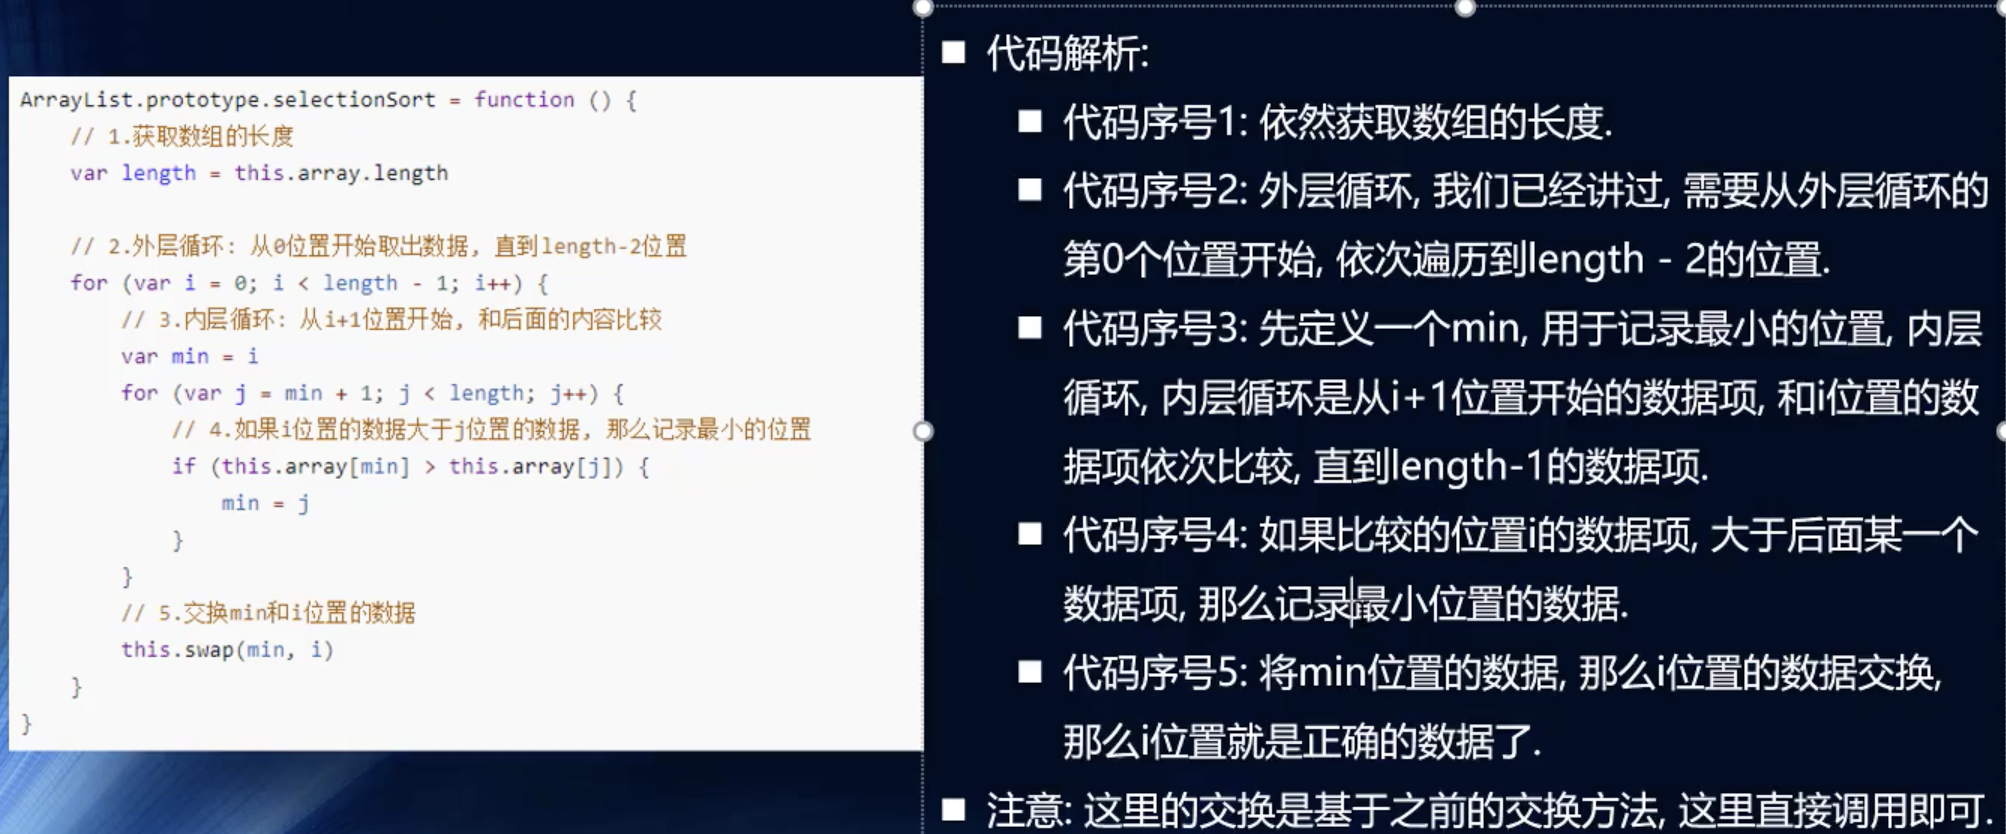 ArrayList.prototype.selectionSort = function () {
// 1.获取数组的长度
var length = this.array.length
// 2.外层循环: 从0位置开始取出数据, 直到length-2位置
for (var i = 0; i < length - 1; i++) {
// 3.内层循环: 从i+1位置开始, 和后面的内容比较
var min = i
for (var j = min + 1; j < length; j++) {
// 4.如果i位置的数据大于j位置的数据, 那么记录最小的位置
if (this.array[min] > this.array[j]) {
min = j
}
}
// 5.交换min和i位置的数据
this.swap(min, i)
}
}
■ 代码解析:
■ 代码序号1: 依然获取数组的长度.
■ 代码序号2: 外层循环, 我们已经讲过, 需要从外层循环的
第0个位置开始, 依次遍历到length - 2的位置.
■ 代码序号3: 先定义一个min, 用于记录最小的位置, 内层
循环, 内层循环是从i+1位置开始的数据项, 和i位置的数
据项依次比较, 直到length-1的数据项.
■ 代码序号4: 如果比较的位置i的数据项, 大于后面某一个
数据项, 那么记录最小位置的数据.
■ 代码序号5: 将min位置的数据, 那么i位置的数据交换,
那么i位置就是正确的数据了.
■ 注意: 这里的交换是基于之前的交换方法, 这里直接调用即可.